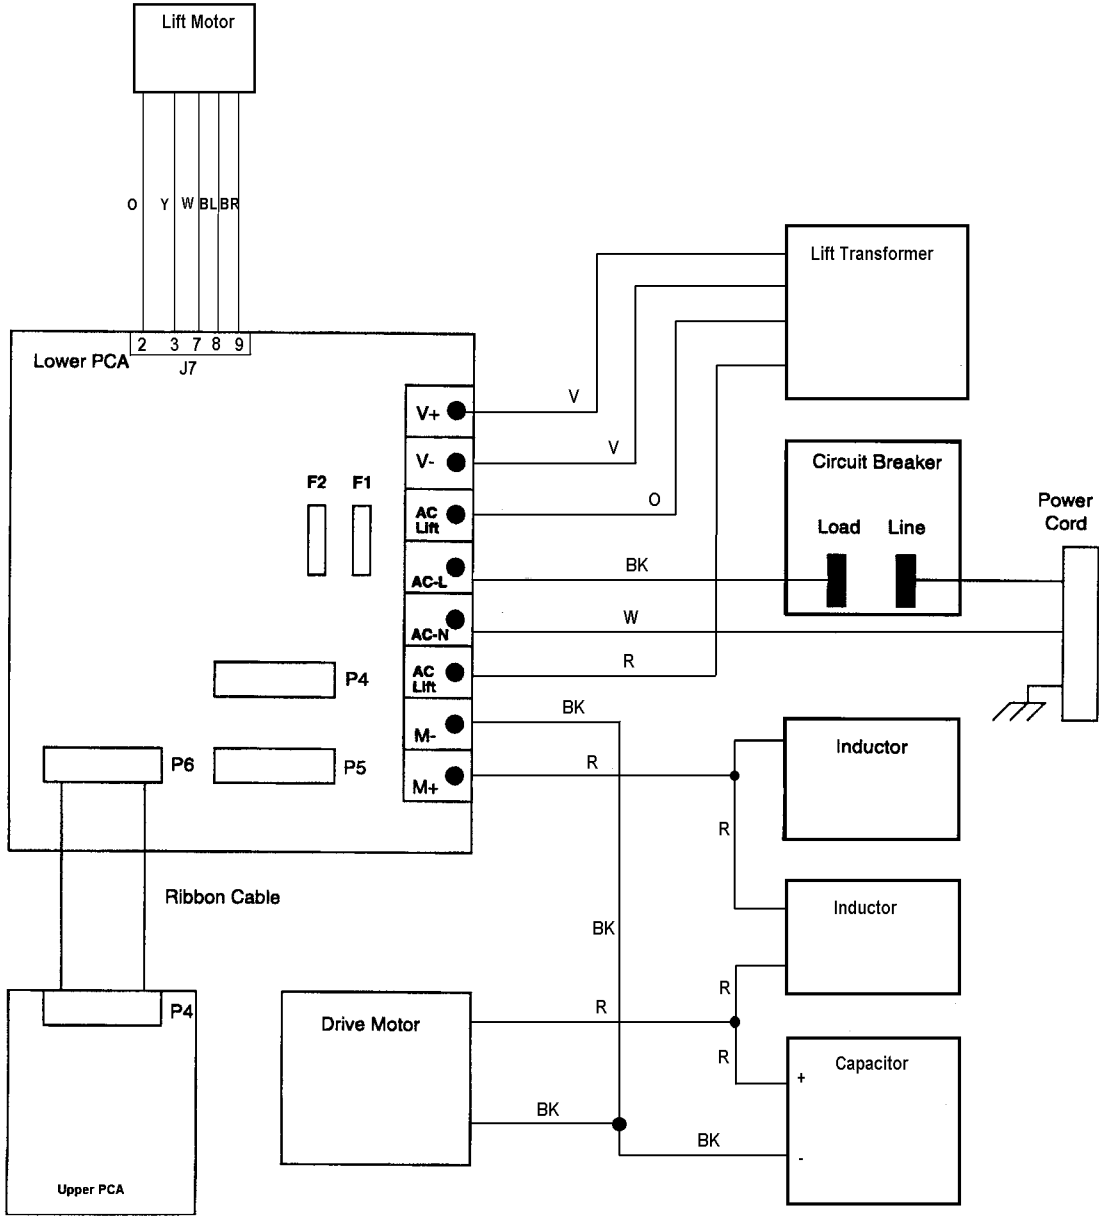 Lift Motor
O Y W BL BR
2 3 7 8 9
J7
Lower PCA
Lift Transformer
V+
V
V-
V
F2 F1
AC
Lift
O
Circuit Breaker
Load Line
Power
Cord
AC-L
BK
AC-N
W
AC
Lift
R
P4
M-
BK
M+
R
P6
P5
Inductor
R
Ribbon Cable
Inductor
BK
R
P4
Drive Motor
R
R
Capacitor
+
BK
BK
-
Upper PCA